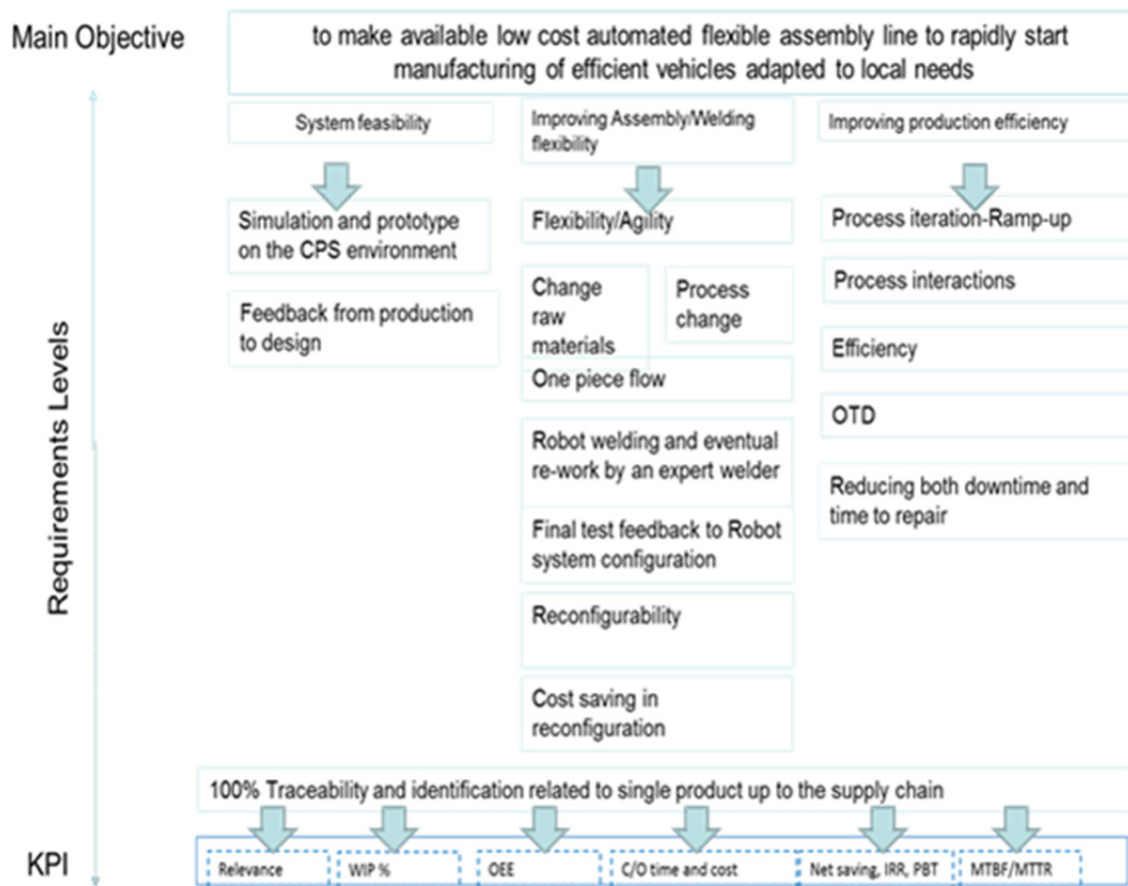 Main Objective
to make available low cost automated flexible assembly line to rapidly start
manufacturing of efficient vehicles adapted to local needs
System feasibility
Improving Assembly/Welding
flexibility
Improving production efficiency
Simulation and prototype
on the CPS environment
Feedback from production
to design
Flexibility/Agility
Change
raw
materials
Process
change
One piece flow
Robot welding and eventual
re-work by an expert welder
Final test feedback to Robot
system configuration
Reconfigurability
Cost saving in
reconfiguration
Process iteration-Ramp-up
Process interactions
Efficiency
OTD
Reducing both downtime and
time to repair
Requirements Levels
100% Traceability and identification related to single product up to the supply chain
KPI
Relevance
WIP %
OEE
C/O time and cost
Net saving, IRR, PBT
MTBF/MTTR